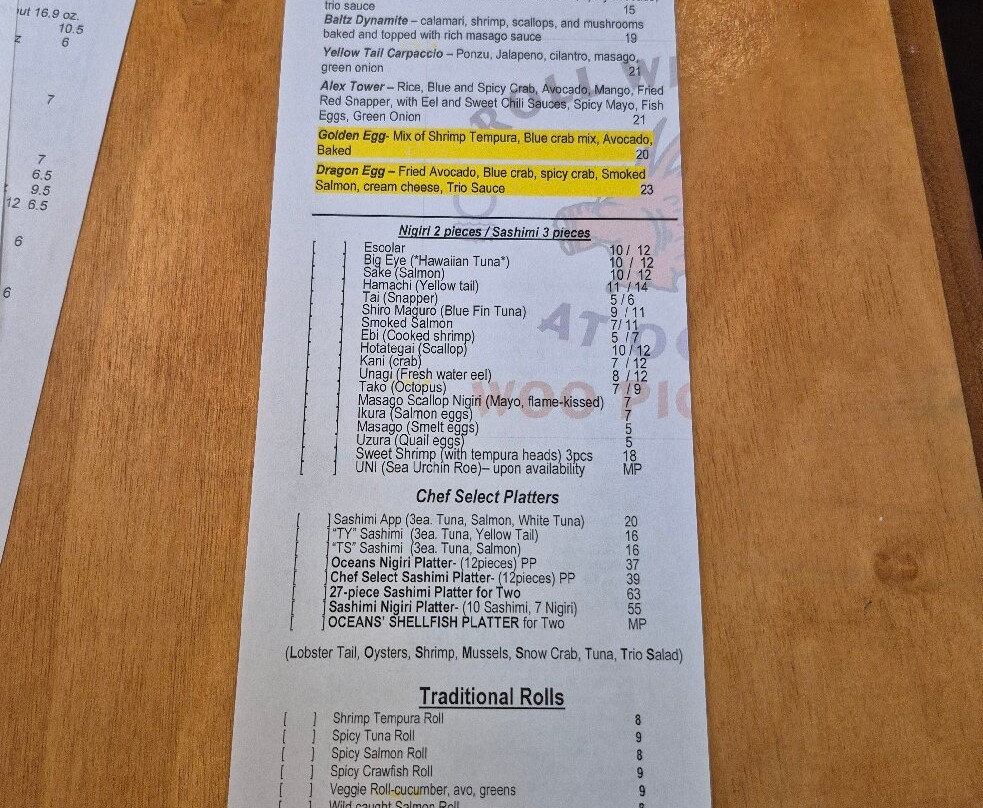 out 16.9 oz.
10.5
z 6
7
7
6.5
9.5
12 6.5
6
6
trio sauce 15
Baltz Dynamite – calamari, shrimp, scallops, and mushrooms
baked and topped with rich masago sauce 19
Yellow Tail Carpaccio – Ponzu, Jalapeno, cilantro, masago,
green onion 21
Alex Tower – Rice, Blue and Spicy Crab, Avocado, Mango, Fried
Red Snapper, with Eel and Sweet Chili Sauces, Spicy Mayo, Fish
Eggs, Green Onion 21
Golden Egg- Mix of Shrimp Tempura, Blue crab mix, Avocado,
Baked 20
Dragon Egg – Fried Avocado, Blue crab, spicy crab, Smoked
Salmon, cream cheese, Trio Sauce 23
ROLL WI
Nigiri 2 pieces / Sashimi 3 pieces
[ ] Escolar 10 / 12
Big Eye (*Hawaiian Tuna*) 10 / 12
Sake (Salmon) 10 / 12
Hamachi (Yellow tail) 11 / 14
Tai (Snapper) 5 / 6
Shiro Maguro (Blue Fin Tuna) 9 / 11
Smoked Salmon 7/ 11
Ebi (Cooked shrimp) 5 / 7
Hotategai (Scallop) 10 / 12
Kani (crab) 7 / 12
Unagi (Fresh water eel) 8 / 12
Tako (Octopus) 7 / 9
Masago Scallop Nigiri (Mayo, flame-kissed) 7
Ikura (Salmon eggs) 7
Masago (Smelt eggs) 5
Uzura (Quail eggs) 5
Sweet Shrimp (with tempura heads) 3pcs 18
[ ] UNI (Sea Urchin Roe)– upon availability MP
AT OC
WOO PIC
Chef Select Platters
[ ] Sashimi App (3ea. Tuna, Salmon, White Tuna) 20
[ ] "TY" Sashimi (3ea. Tuna, Yellow Tail) 16
[ ] "TS" Sashimi (3ea. Tuna, Salmon) 16
[ ] Oceans Nigiri Platter- (12pieces) PP 37
[ ] Chef Select Sashimi Platter- (12pieces) PP 39
[ ] 27-piece Sashimi Platter for Two 63
[ ] Sashimi Nigiri Platter- (10 Sashimi, 7 Nigiri) 55
[ ] OCEANS' SHELLFISH PLATTER for Two MP
(Lobster Tail, Oysters, Shrimp, Mussels, Snow Crab, Tuna, Trio Salad)
Traditional Rolls
[ ] Shrimp Tempura Roll 8
[ ] Spicy Tuna Roll 9
[ ] Spicy Salmon Roll 8
[ ] Spicy Crawfish Roll 9
[ ] Veggie Roll-cucumber, avo, greens 9
Wild caught Salmon Roll